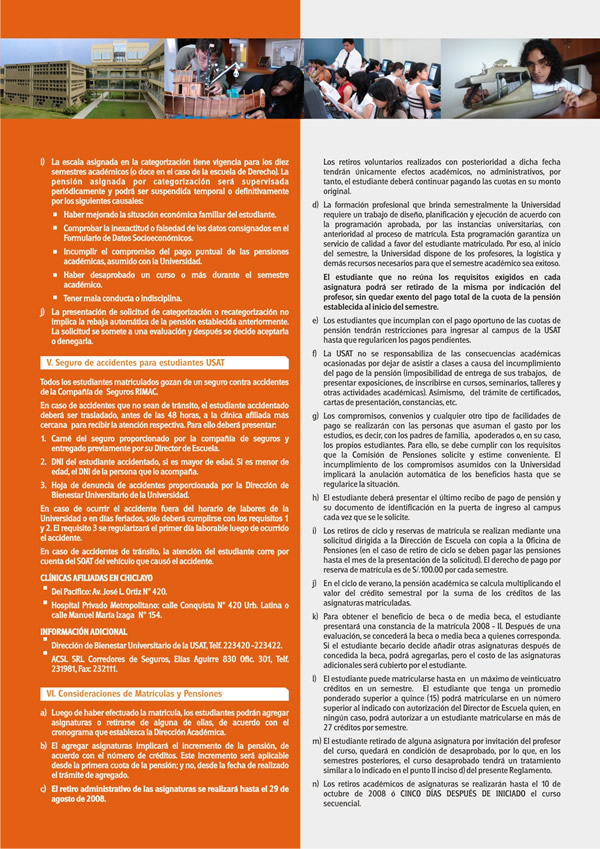 i) La escala asignada en la categorización tiene vigencia para los diez
semestres académicos (o doce en el caso de la escuela de Derecho). La
pensión asignada por categorización será supervisada
periódicamente y podrá ser suspendida temporal o definitivamente
por los siguientes causales:
Haber mejorado la situación económica familiar del estudiante.
Comprobar la inexactitud o falsedad de los datos consignados en el
Formulario de Datos Socioeconómicos.
Incumplir el compromiso del pago puntual de las pensiones
académicas, asumido con la Universidad.
Haber desaprobado un curso o más durante el semestre
académico.
Tener mala conducta o indisciplina.
j) La presentación de solicitud de categorización o recategorización no
implica la rebaja automática de la pensión establecida anteriormente.
La solicitud se somete a una evaluación y después se decide aceptarla
o denegarla.
V. Seguro de accidentes para estudiantes USAT
Todos los estudiantes matriculados gozan de un seguro contra accidentes
de la Compañía de Seguros RIMAC.
En caso de accidentes que no sean de tránsito, el estudiante accidentado
deberá ser trasladado, antes de las 48 horas, a la clínica afiliada más
cercana para recibir la atención respectiva. Para ello deberá presentar:
1. Carné del seguro proporcionado por la compañía de seguros y
entregado previamente por su Director de Escuela.
2. DNI del estudiante accidentado, si es mayor de edad. Si es menor de
edad, el DNI de la persona que lo acompaña.
3. Hoja de denuncia de accidentes proporcionada por la Dirección de
Bienestar Universitario de la Universidad.
En caso de ocurrir el accidente fuera del horario de labores de la
Universidad o en días feriados, sólo deberá cumplirse con los requisitos 1
y 2. El requisito 3 se regularizará el primer día laborable luego de ocurrido
el accidente.
En caso de accidentes de tránsito, la atención del estudiante corre por
cuenta del SOAT del vehículo que causó el accidente.
CLÍNICAS AFILIADAS EN CHICLAYO
Del Pacífico: Av. José L. Ortiz N° 420.
Hospital Privado Metropolitano: calle Conquista N° 420 Urb. Latina o
calle Manuel María Izaga N° 154.
INFORMACIÓN ADICIONAL
Dirección de Bienestar Universitario de la USAT, Telf. 223420 -223422.
ACSL SRL Corredores de Seguros, Elías Aguirre 830 Ofic. 301, Telf.
231981, Fax: 232111.
VI. Consideraciones de Matrículas y Pensiones
a) Luego de haber efectuado la matrícula, los estudiantes podrán agregar
asignaturas o retirarse de alguna de ellas, de acuerdo con el
cronograma que establezca la Dirección Académica.
b) El agregar asignaturas implicará el incremento de la pensión, de
acuerdo con el número de créditos. Este incremento será aplicable
desde la primera cuota de la pensión; y no, desde la fecha de realizado
el trámite de agregado.
c) El retiro administrativo de las asignaturas se realizará hasta el 29 de
agosto de 2008.
Los retiros voluntarios realizados con posterioridad a dicha fecha
tendrán únicamente efectos académicos, no administrativos, por
tanto, el estudiante deberá continuar pagando las cuotas en su monto
original.
d) La formación profesional que brinda semestralmente la Universidad
requiere un trabajo de diseño, planificación y ejecución de acuerdo con
la programación aprobada, por las instancias universitarias, con
anterioridad al proceso de matrícula. Esta programación garantiza un
servicio de calidad a favor del estudiante matriculado. Por eso, al inicio
del semestre, la Universidad dispone de los profesores, la logística y
demás recursos necesarios para que el semestre académico sea exitoso.
El estudiante que no reúna los requisitos exigidos en cada
asignatura podrá ser retirado de la misma por indicación del
profesor, sin quedar exento del pago total de la cuota de la pensión
establecida al inicio del semestre.
e) Los estudiantes que incumplan con el pago oportuno de las cuotas de
pensión tendrán restricciones para ingresar al campus de la USAT
hasta que regularicen los pagos pendientes.
f) La USAT no se responsabiliza de las consecuencias académicas
ocasionadas por dejar de asistir a clases a causa del incumplimiento
del pago de la pensión (imposibilidad de entrega de sus trabajos, de
presentar exposiciones, de inscribirse en cursos, seminarios, talleres y
otras actividades académicas). Asimismo, del trámite de certificados,
cartas de presentación, constancias, etc.
g) Los compromisos, convenios y cualquier otro tipo de facilidades de
pago se realizarán con las personas que asuman el gasto por los
estudios, es decir, con los padres de familia, apoderados o, en su caso,
los propios estudiantes. Para ello, se debe cumplir con los requisitos
que la Comisión de Pensiones solicite y estime conveniente. El
incumplimiento de los compromisos asumidos con la Universidad
implicará la anulación automática de los beneficios hasta que se
regularice la situación.
h) El estudiante deberá presentar el último recibo de pago de pensión y
su documento de identificación en la puerta de ingreso al campus
cada vez que se le solicite.
i) Los retiros de ciclo y reservas de matrícula se realizan mediante una
solicitud dirigida a la Dirección de Escuela con copia a la Oficina de
Pensiones (en el caso de retiro de ciclo se deben pagar las pensiones
hasta el mes de la presentación de la solicitud). El derecho de pago por
reserva de matrícula es de S/.100.00 por cada semestre.
j) En el ciclo de verano, la pensión académica se calcula multiplicando el
valor del crédito semestral por la suma de los créditos de las
asignaturas matriculadas.
k) Para obtener el beneficio de beca o de media beca, el estudiante
presentará una constancia de la matrícula 2008 - II. Después de una
evaluación, se concederá la beca o media beca a quienes corresponda.
Si el estudiante becario decide añadir otras asignaturas después de
concedida la beca, podrá agregarlas, pero el costo de las asignaturas
adicionales será cubierto por el estudiante.
l) El estudiante puede matricularse hasta en un máximo de veinticuatro
créditos en un semestre. El estudiante que tenga un promedio
ponderado superior a quince (15) podrá matricularse en un número
superior al indicado con autorización del Director de Escuela quien, en
ningún caso, podrá autorizar a un estudiante matricularse en más de
27 créditos por semestre.
m) El estudiante retirado de alguna asignatura por invitación del profesor
del curso, quedará en condición de desaprobado, por lo que, en los
semestres posteriores, el curso desaprobado tendrá un tratamiento
similar a lo indicado en el punto II inciso d) del presente Reglamento.
n) Los retiros académicos de asignaturas se realizarán hasta el 10 de
octubre de 2008 ó CINCO DÍAS DESPUÉS DE INICIADO el curso
secuencial.